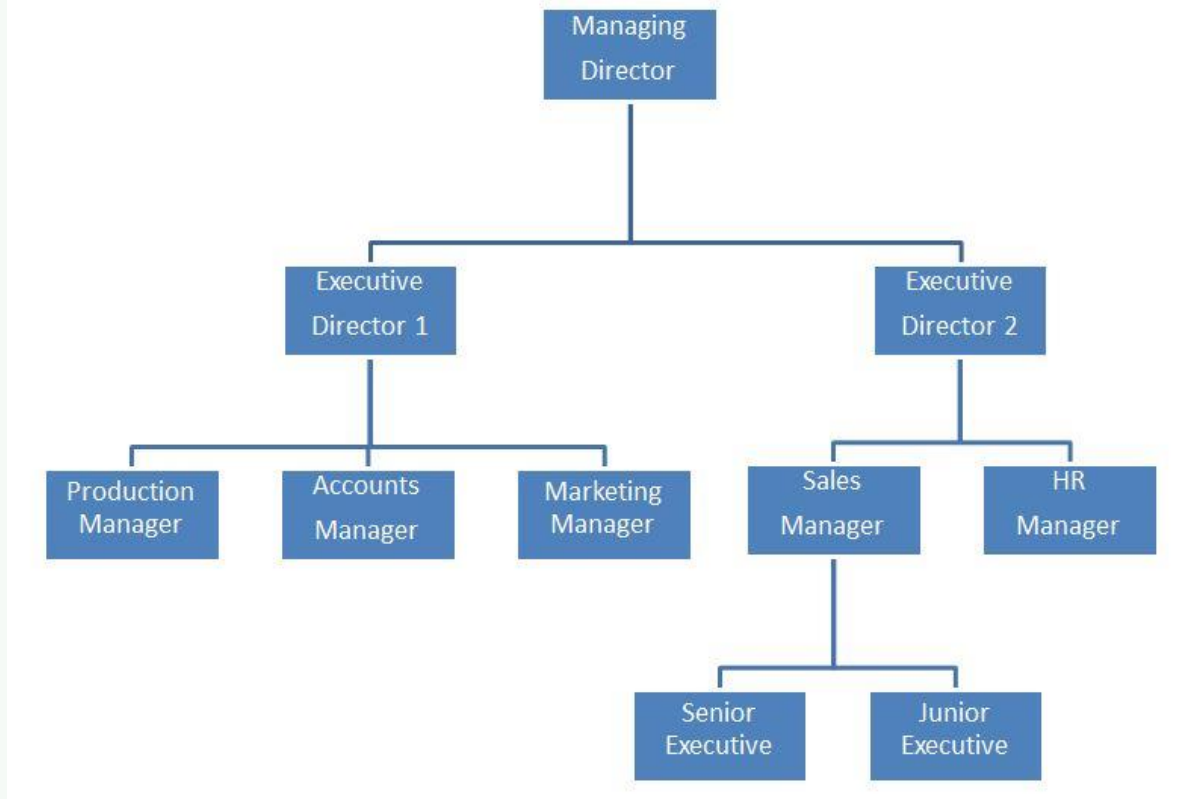 Managing
Director
Executive
Director 1
Executive
Director 2
Production
Manager
Accounts
Manager
Marketing
Manager
Sales
Manager
HR
Manager
Senior
Executive
Junior
Executive